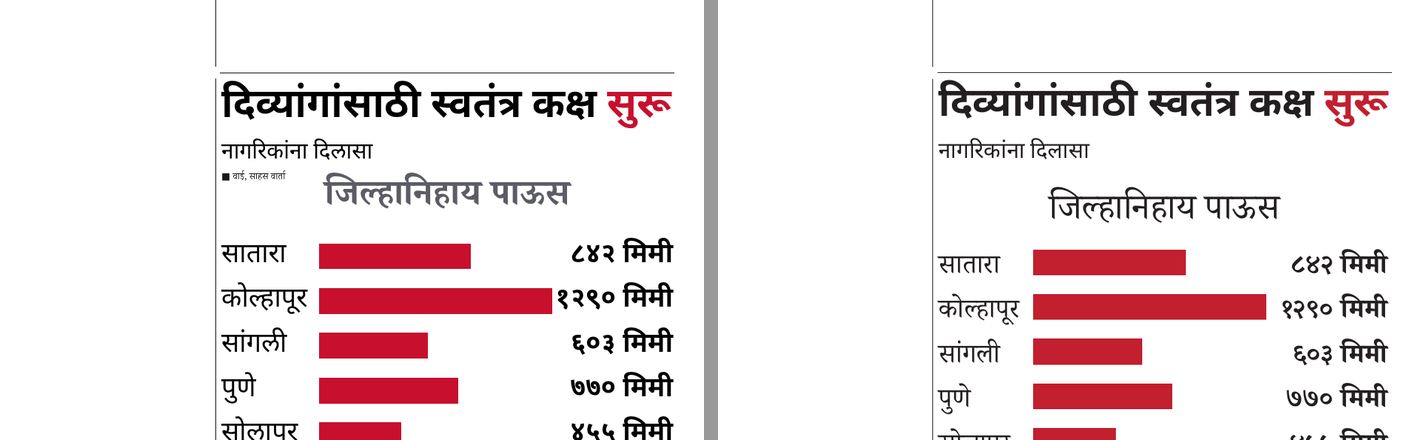 दिव्यांगांसाठी स्वतंत्र कक्ष सुरू
नागरिकांना दिलासा
■ वाई, साहस वार्ता
जिल्हानिहाय पाऊस
सातारा ८४२ मिमी
कोल्हापूर १२९० मिमी
सांगली ६०३ मिमी
पुणे ७७० मिमी
सोलापूर ४५५ मिमी
दिव्यांगांसाठी स्वतंत्र कक्ष सुरू
नागरिकांना दिलासा
जिल्हानिहाय पाऊस
सातारा ८४२ मिमी
कोल्हापूर १२९० मिमी
सांगली ६०३ मिमी
पुणे ७७० मिमी